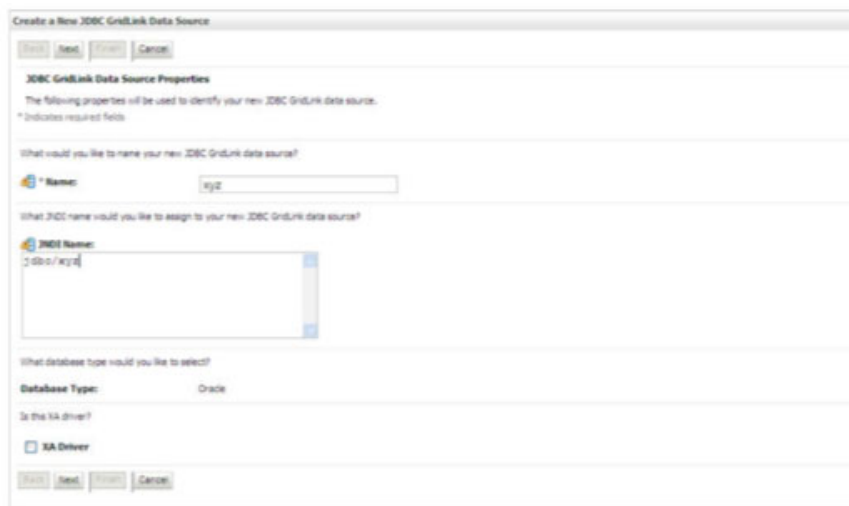 Create a New JDBC GridLink Data Source
Back Next Finish Cancel
JDBC GridLink Data Source Properties
The following properties will be used to identify your new JDBC GridLink data source.
* Indicates required fields
What would you like to name your new JDBC GridLink data source?
* Name: xyz
What JNDI name would you like to assign to your new JDBC GridLink data source?
JNDI Name:
jdbc/xyz
What database type would you like to select?
Database Type: Oracle
Is this XA driver?
XA Driver
Back Next Finish Cancel